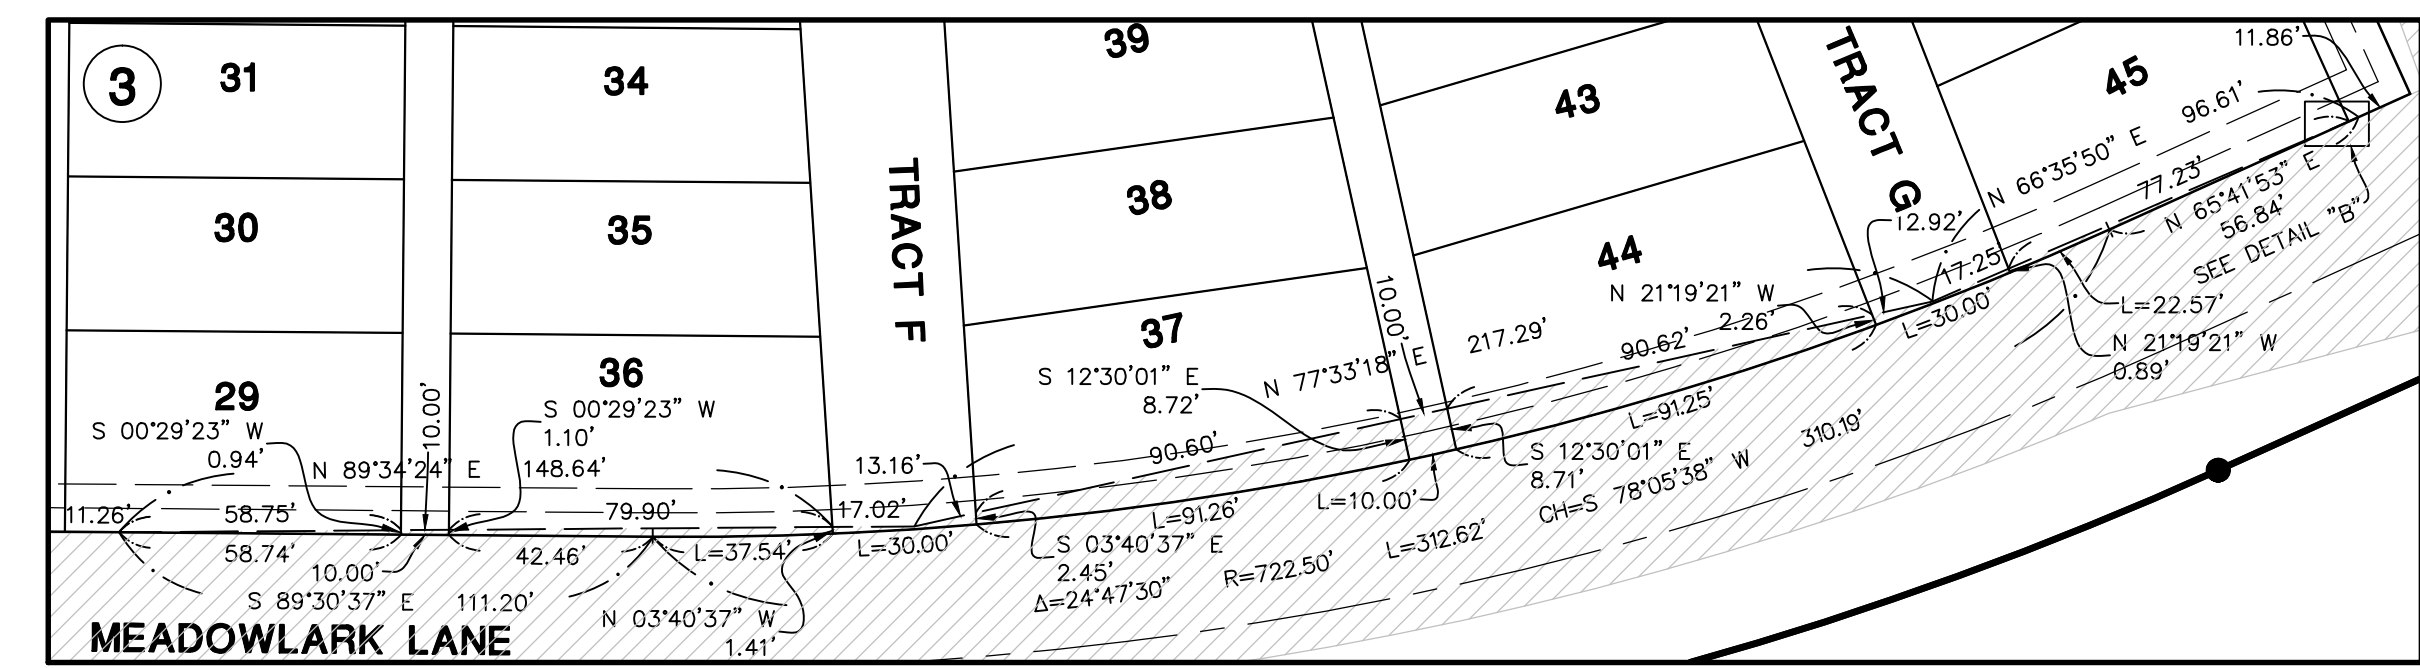 3
31
30
29
34
35
36
TRACT F
39
38
37
43
44
TRACT G
45
11.86'
96.61'
N 66°35'50" E
77.23'
N 65°41'53" E
56.84'
SEE DETAIL "B"
12.92'
17.25'
L=30.00'
L=22.57'
N 21°19'21" W
0.89'
N 21°19'21" W
2.26'
217.29'
90.62'
10.00'
N 77°33'18" E
S 12°30'01" E
8.72'
L=91.25'
310.19'
S 12°30'01" E
8.71'
CH=S 78°05'38" W
L=10.00'
90.60'
13.16'
17.02'
L=91.26'
L=312.62'
R=722.50'
Δ=24°47'30"
S 03°40'37" E
2.45'
L=30.00'
S 00°29'23" W
1.10'
10.00'
S 00°29'23" W
0.94'
N 89°34'24" E
148.64'
11.26'
58.75'
79.90'
58.74'
10.00'
42.46'
L=37.54'
S 89°30'37" E
111.20'
N 03°40'37" W
1.41'
MEADOWLARK LANE